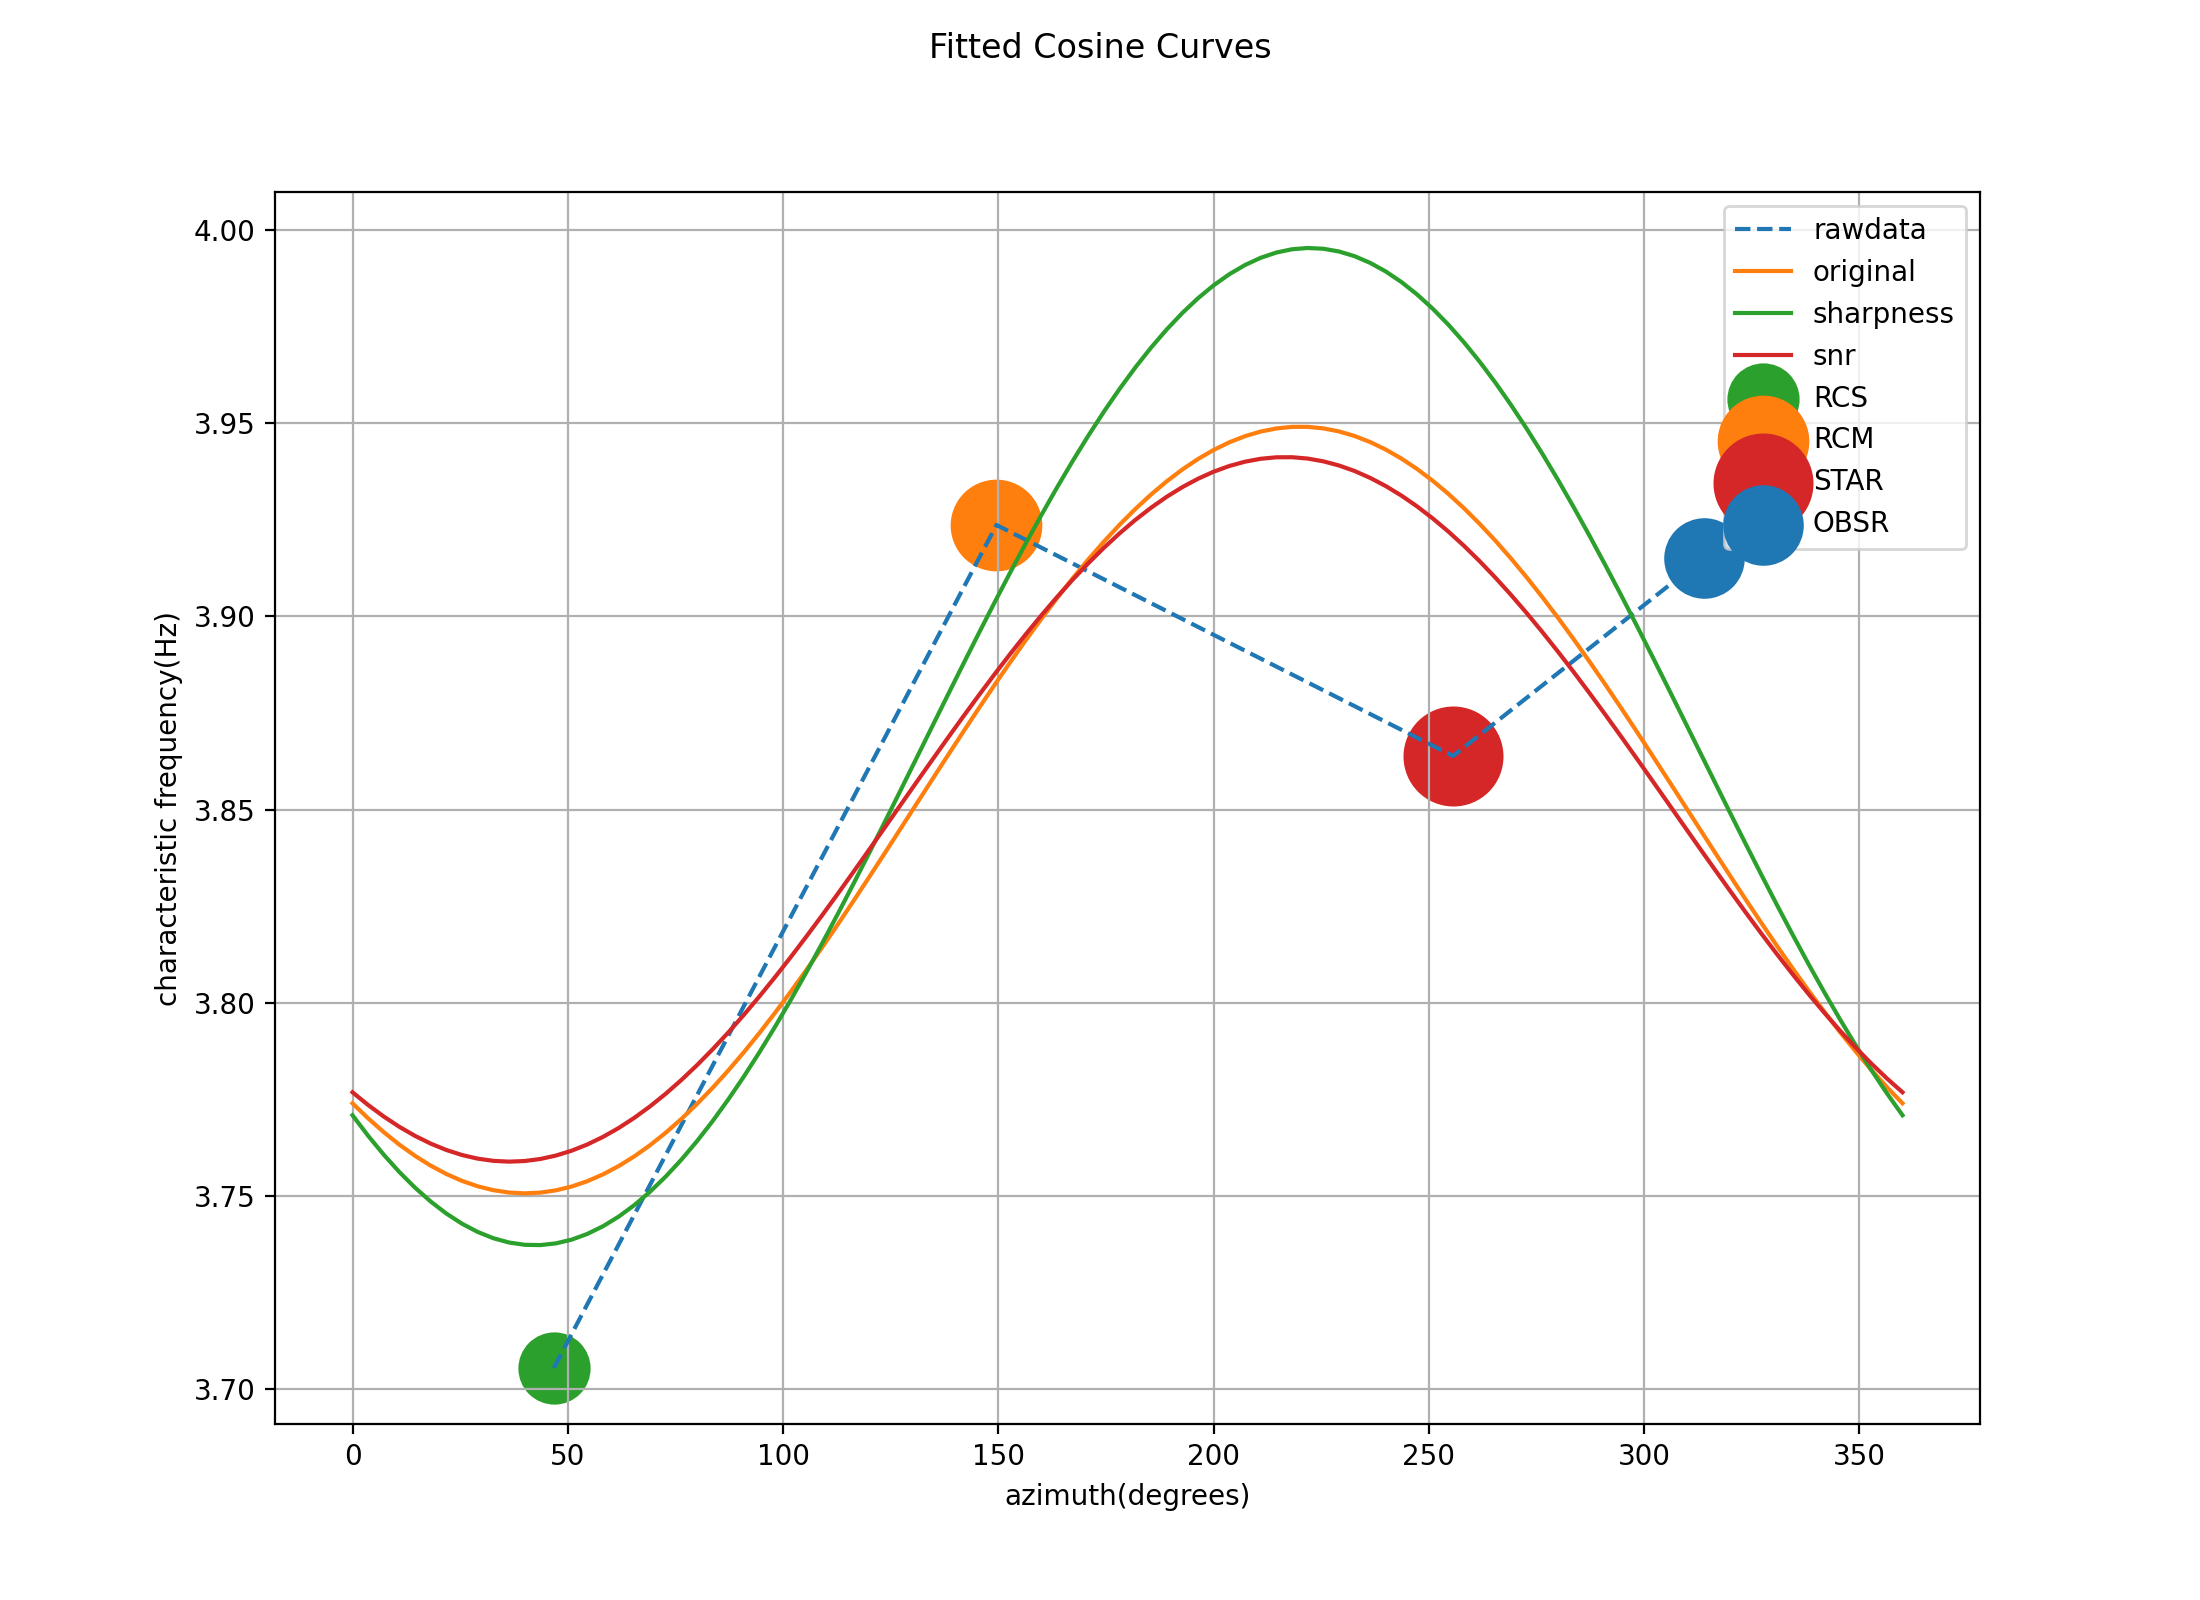 Fitted Cosine Curves
4.00
3.95
3.90
3.85
3.80
3.75
3.70
characteristic frequency(Hz)
rawdata
original
sharpness
snr
RCS
RCM
STAR
OBSR
0 50 100 150 200 250 300 350
azimuth(degrees)